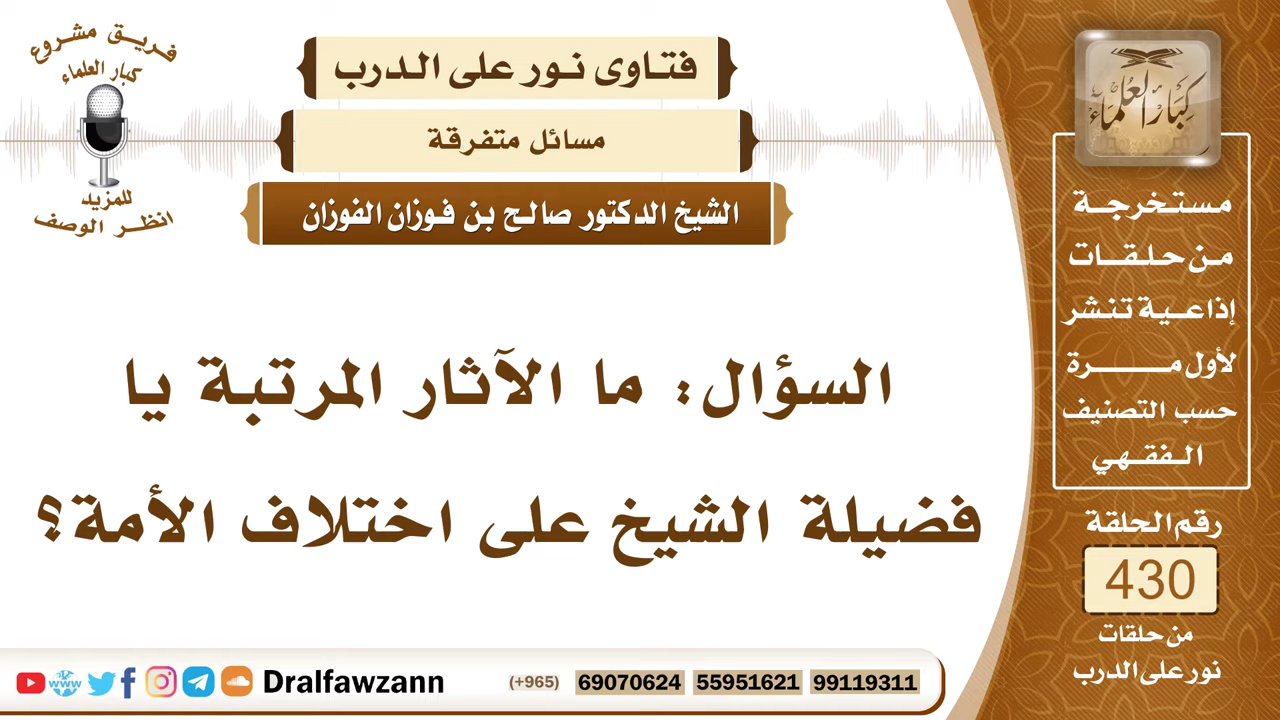 فريق مشروع
كبار العلماء
للمزيد
انظر الوصف
فتاوى نور على الدرب
مسائل متفرقة
الشيخ الدكتور صالح بن فوزان الفوزان
السؤال: ما الآثار المرتبة يا
فضيلة الشيخ على اختلاف الأمة؟
كبار العلماء
مستخرجة
من حلقات
إذاعية تنشر
لأول مرة
حسب التصنيف
الفقهي
رقم الحلقة
430
من حلقات
نور على الدرب
www Dralfawzann (+965) 69070624 55951621 99119311